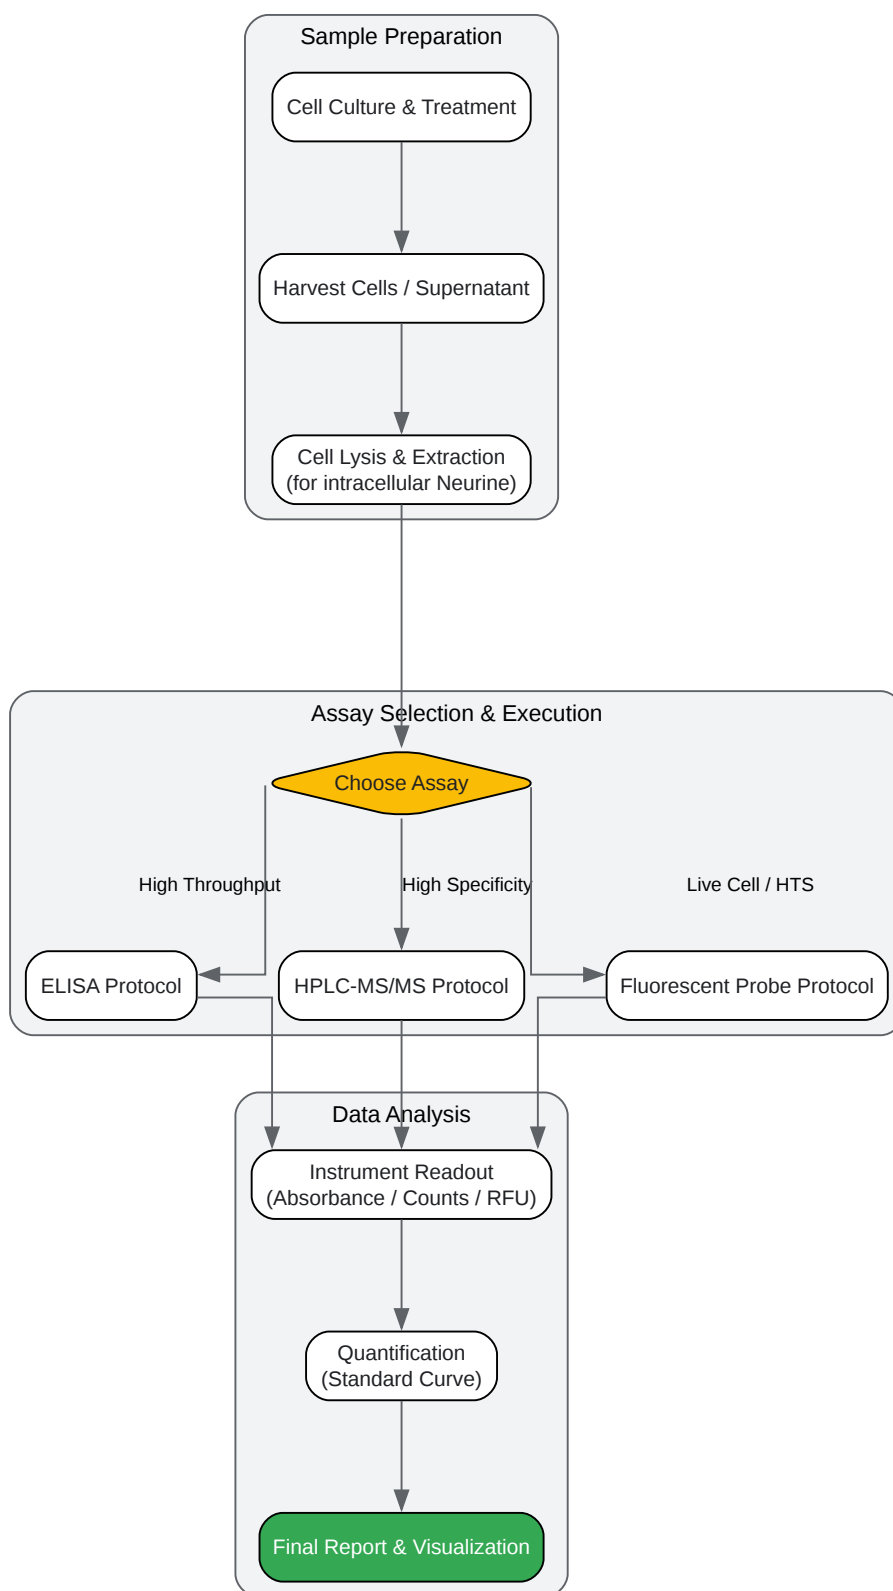 Sample Preparation
Cell Culture & Treatment
Harvest Cells / Supernatant
Cell Lysis & Extraction
(for intracellular Neurine)
Assay Selection & Execution
Choose Assay
High Throughput
High Specificity
Live Cell / HTS
ELISA Protocol
HPLC-MS/MS Protocol
Fluorescent Probe Protocol
Data Analysis
Instrument Readout
(Absorbance / Counts / RFU)
Quantification
(Standard Curve)
Final Report & Visualization